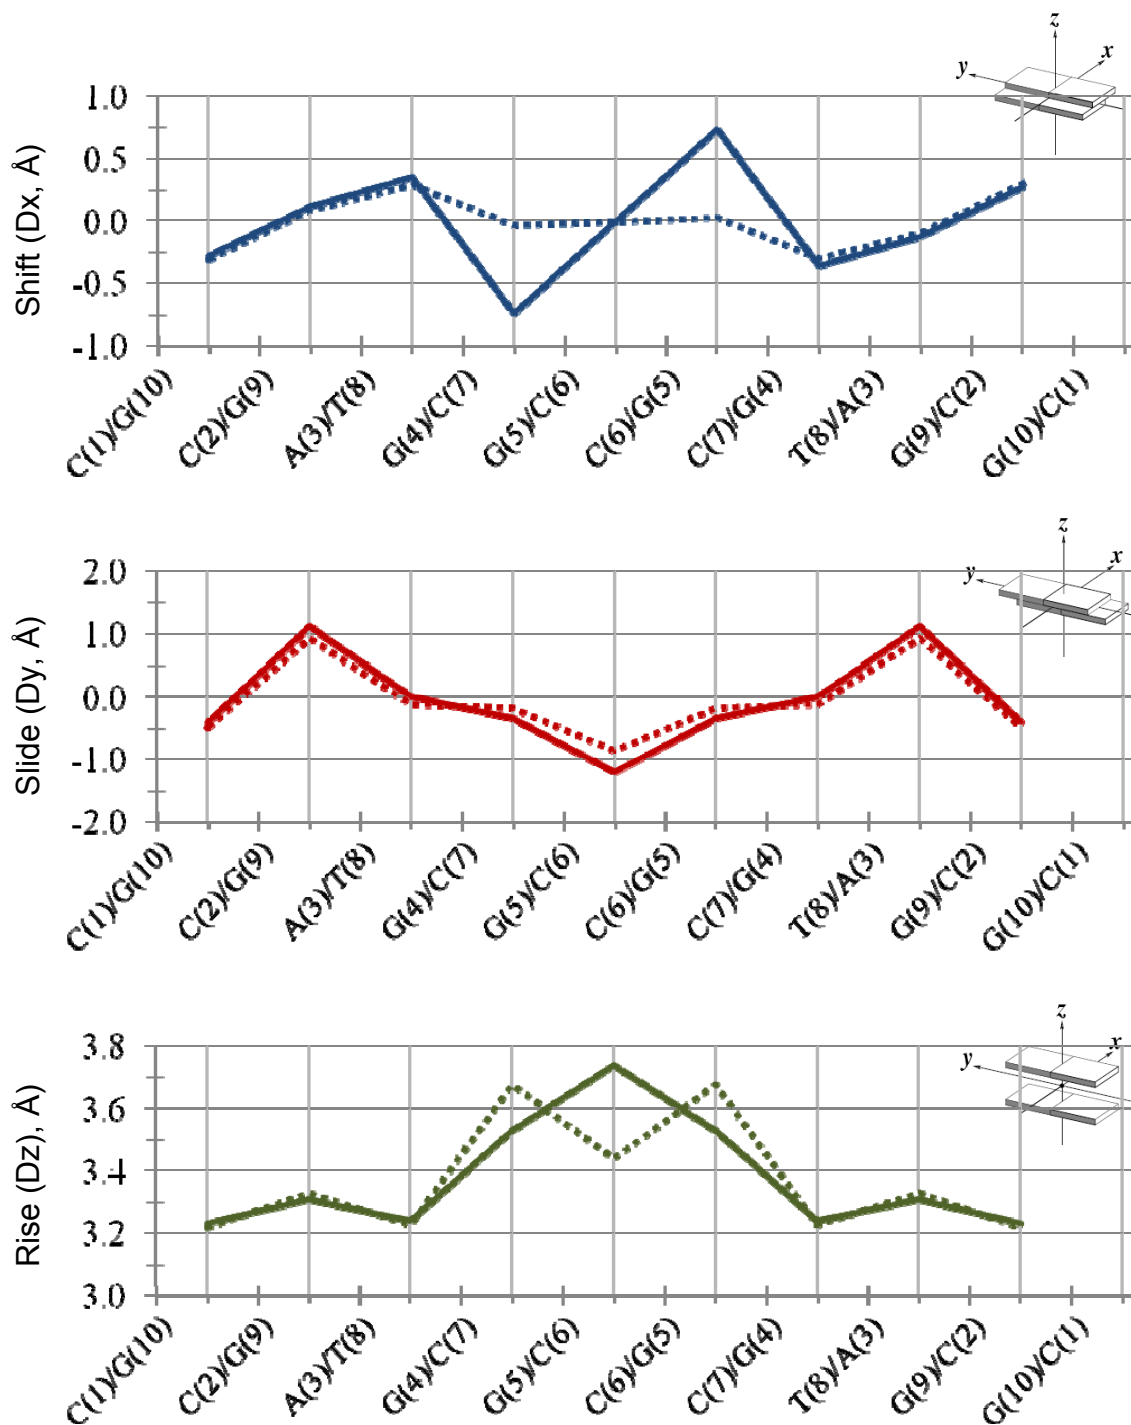 z
x
y
Shift (Dx, Å)
1.0
0.5
0.0
-0.5
-1.0
C(1)/G(10)
C(2)/G(9)
A(3)/T(8)
G(4)/C(7)
G(5)/C(6)
C(6)/G(5)
C(7)/G(4)
T(8)/A(3)
G(9)/C(2)
G(10)/C(1)
z
x
y
Slide (Dy, Å)
2.0
1.0
0.0
-1.0
-2.0
C(1)/G(10)
C(2)/G(9)
A(3)/T(8)
G(4)/C(7)
G(5)/C(6)
C(6)/G(5)
C(7)/G(4)
T(8)/A(3)
G(9)/C(2)
G(10)/C(1)
z
x
y
Rise (Dz), Å)
3.8
3.6
3.4
3.2
3.0
C(1)/G(10)
C(2)/G(9)
A(3)/T(8)
G(4)/C(7)
G(5)/C(6)
C(6)/G(5)
C(7)/G(4)
T(8)/A(3)
G(9)/C(2)
G(10)/C(1)